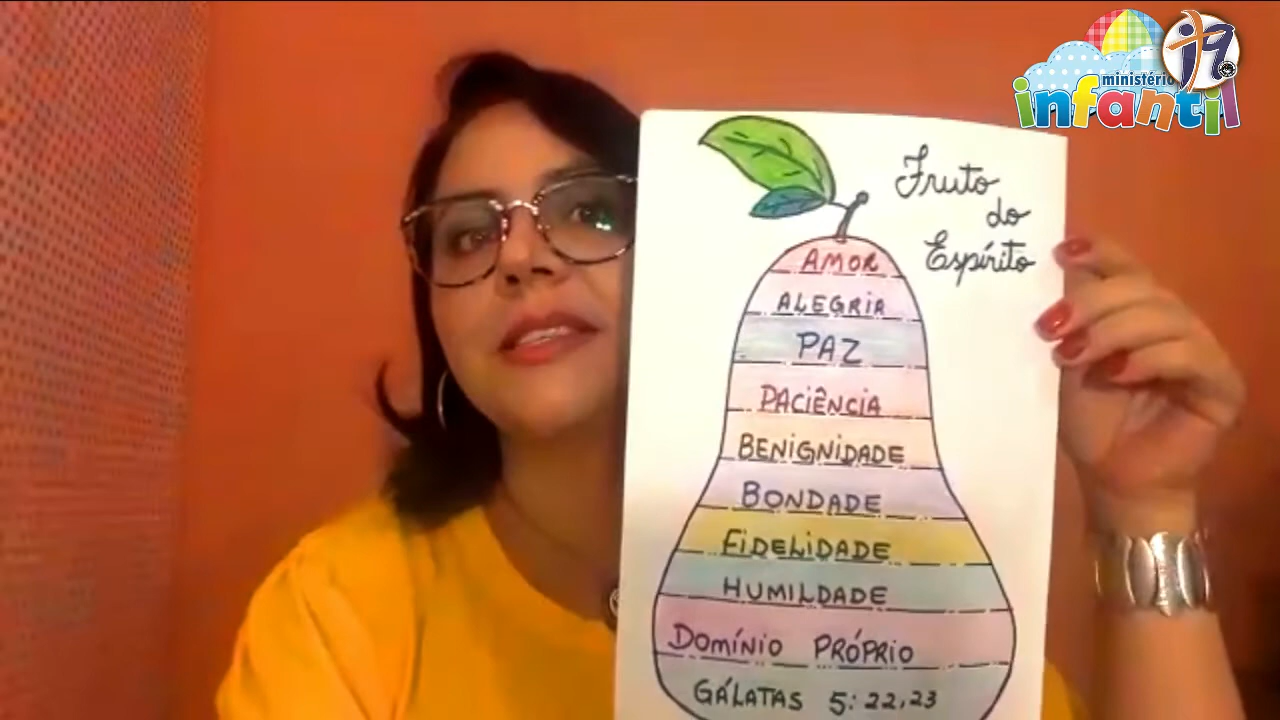 ministério
infantil
Fruto
do
Espírito
AMOR
ALEGRIA
PAZ
PACIÊNCIA
BENIGNIDADE
BONDADE
FIDELIDADE
HUMILDADE
DOMÍNIO PRÓPRIO
GÁLATAS 5:22,23